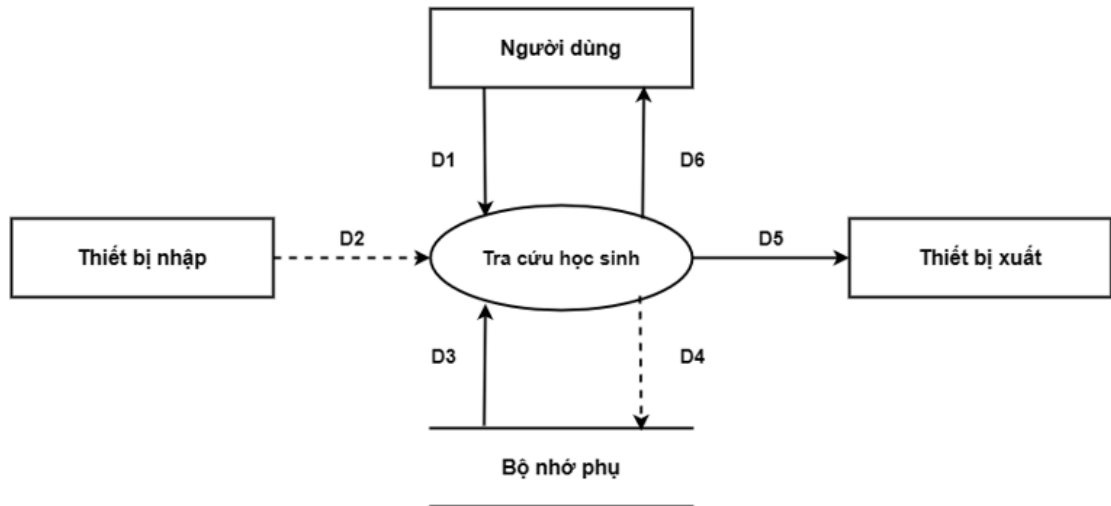 Người dùng
D1
D6
Thiết bị nhập
D2
Tra cứu học sinh
D5
Thiết bị xuất
D3
D4
Bộ nhớ phụ